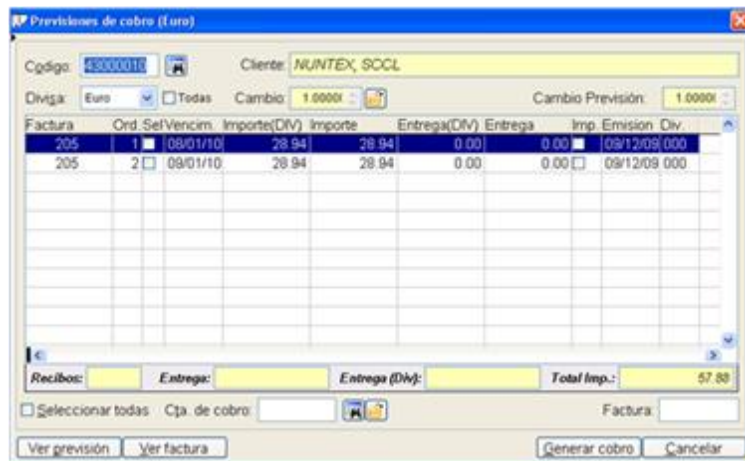 Previsiones de cobro (Euro)
Codigo: 43000010 Cliente: NUNTEX, SCCL
Divisa: Euro Todas Cambio: 1.0000 Cambio Previsión: 1.0000
Factura Ord. Sel Vencim. Importe(DIV) Importe Entrega(DIV) Entrega Imp. Emision Div.
205 1 08/01/10 28.94 28.94 0.00 0.00 09/12/09 000
205 2 09/01/10 28.94 28.94 0.00 0.00 09/12/09 000
Recibos: Entrega: Entrega (Div): Total Imp.: 57.88
Seleccionar todas Cta. de cobro: Factura:
Ver previsión Ver factura Generar cobro Cancelar